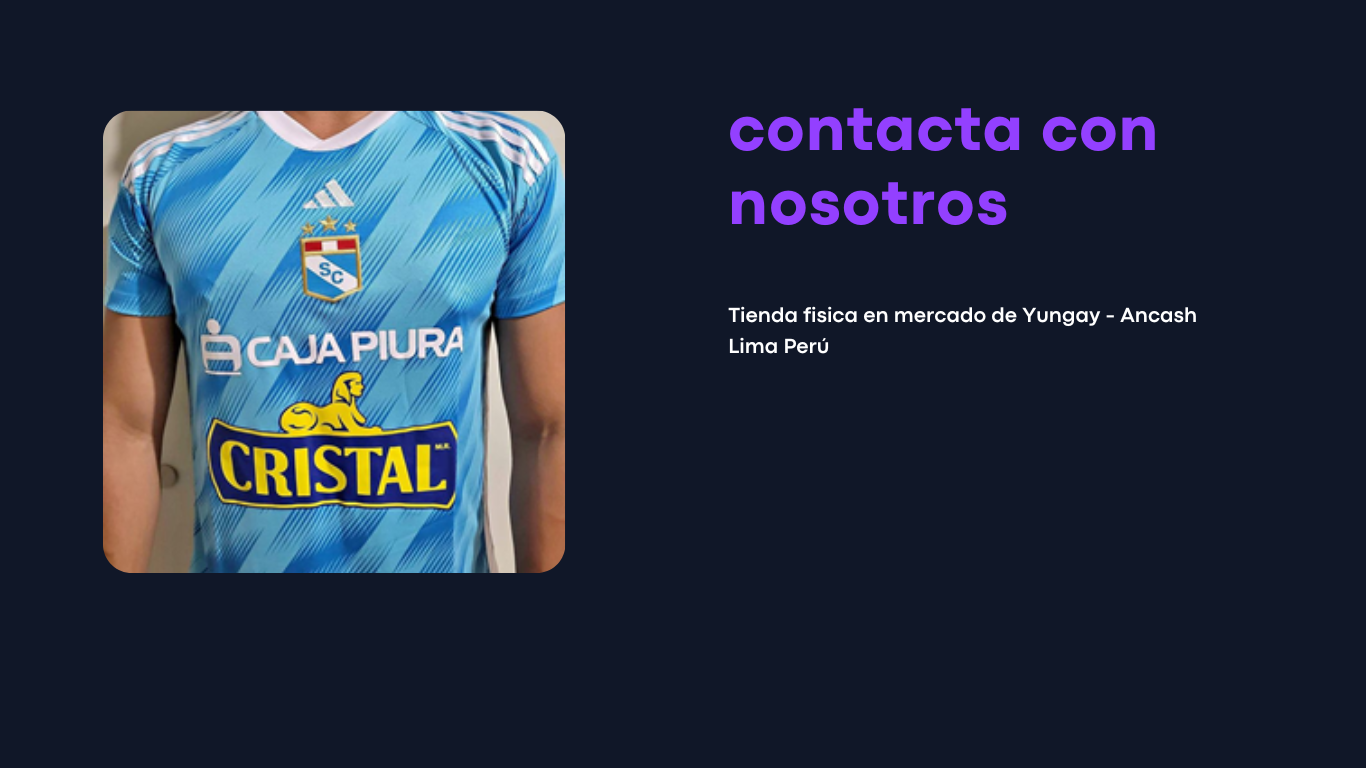 contacta con
nosotros
Tienda fisica en mercado de Yungay - Ancash
Lima Perú
SC
CAJA PIURA
CRISTAL
M.R.